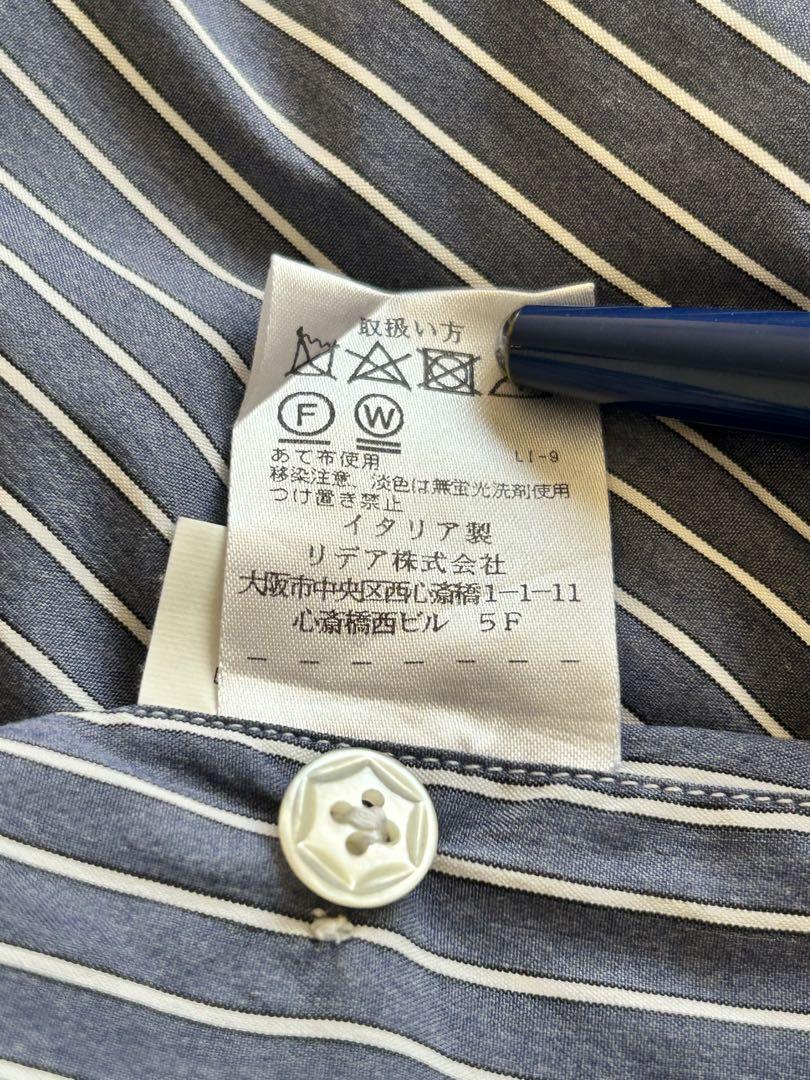 取扱い方
F W
あて布使用 LI-9
移染注意、淡色は無蛍光洗剤使用
つけ置き禁止
イタリア製
リデア株式会社
大阪市中央区西心斎橋1-1-11
心斎橋西ビル 5F